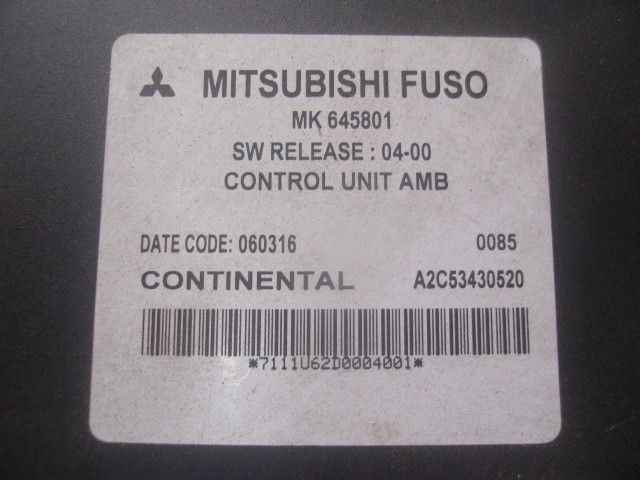 MITSUBISHI FUSO
MK 645801
SW RELEASE : 04-00
CONTROL UNIT AMB
DATE CODE: 060316 0085
CONTINENTAL A2C53430520
*7111U62D0004001*